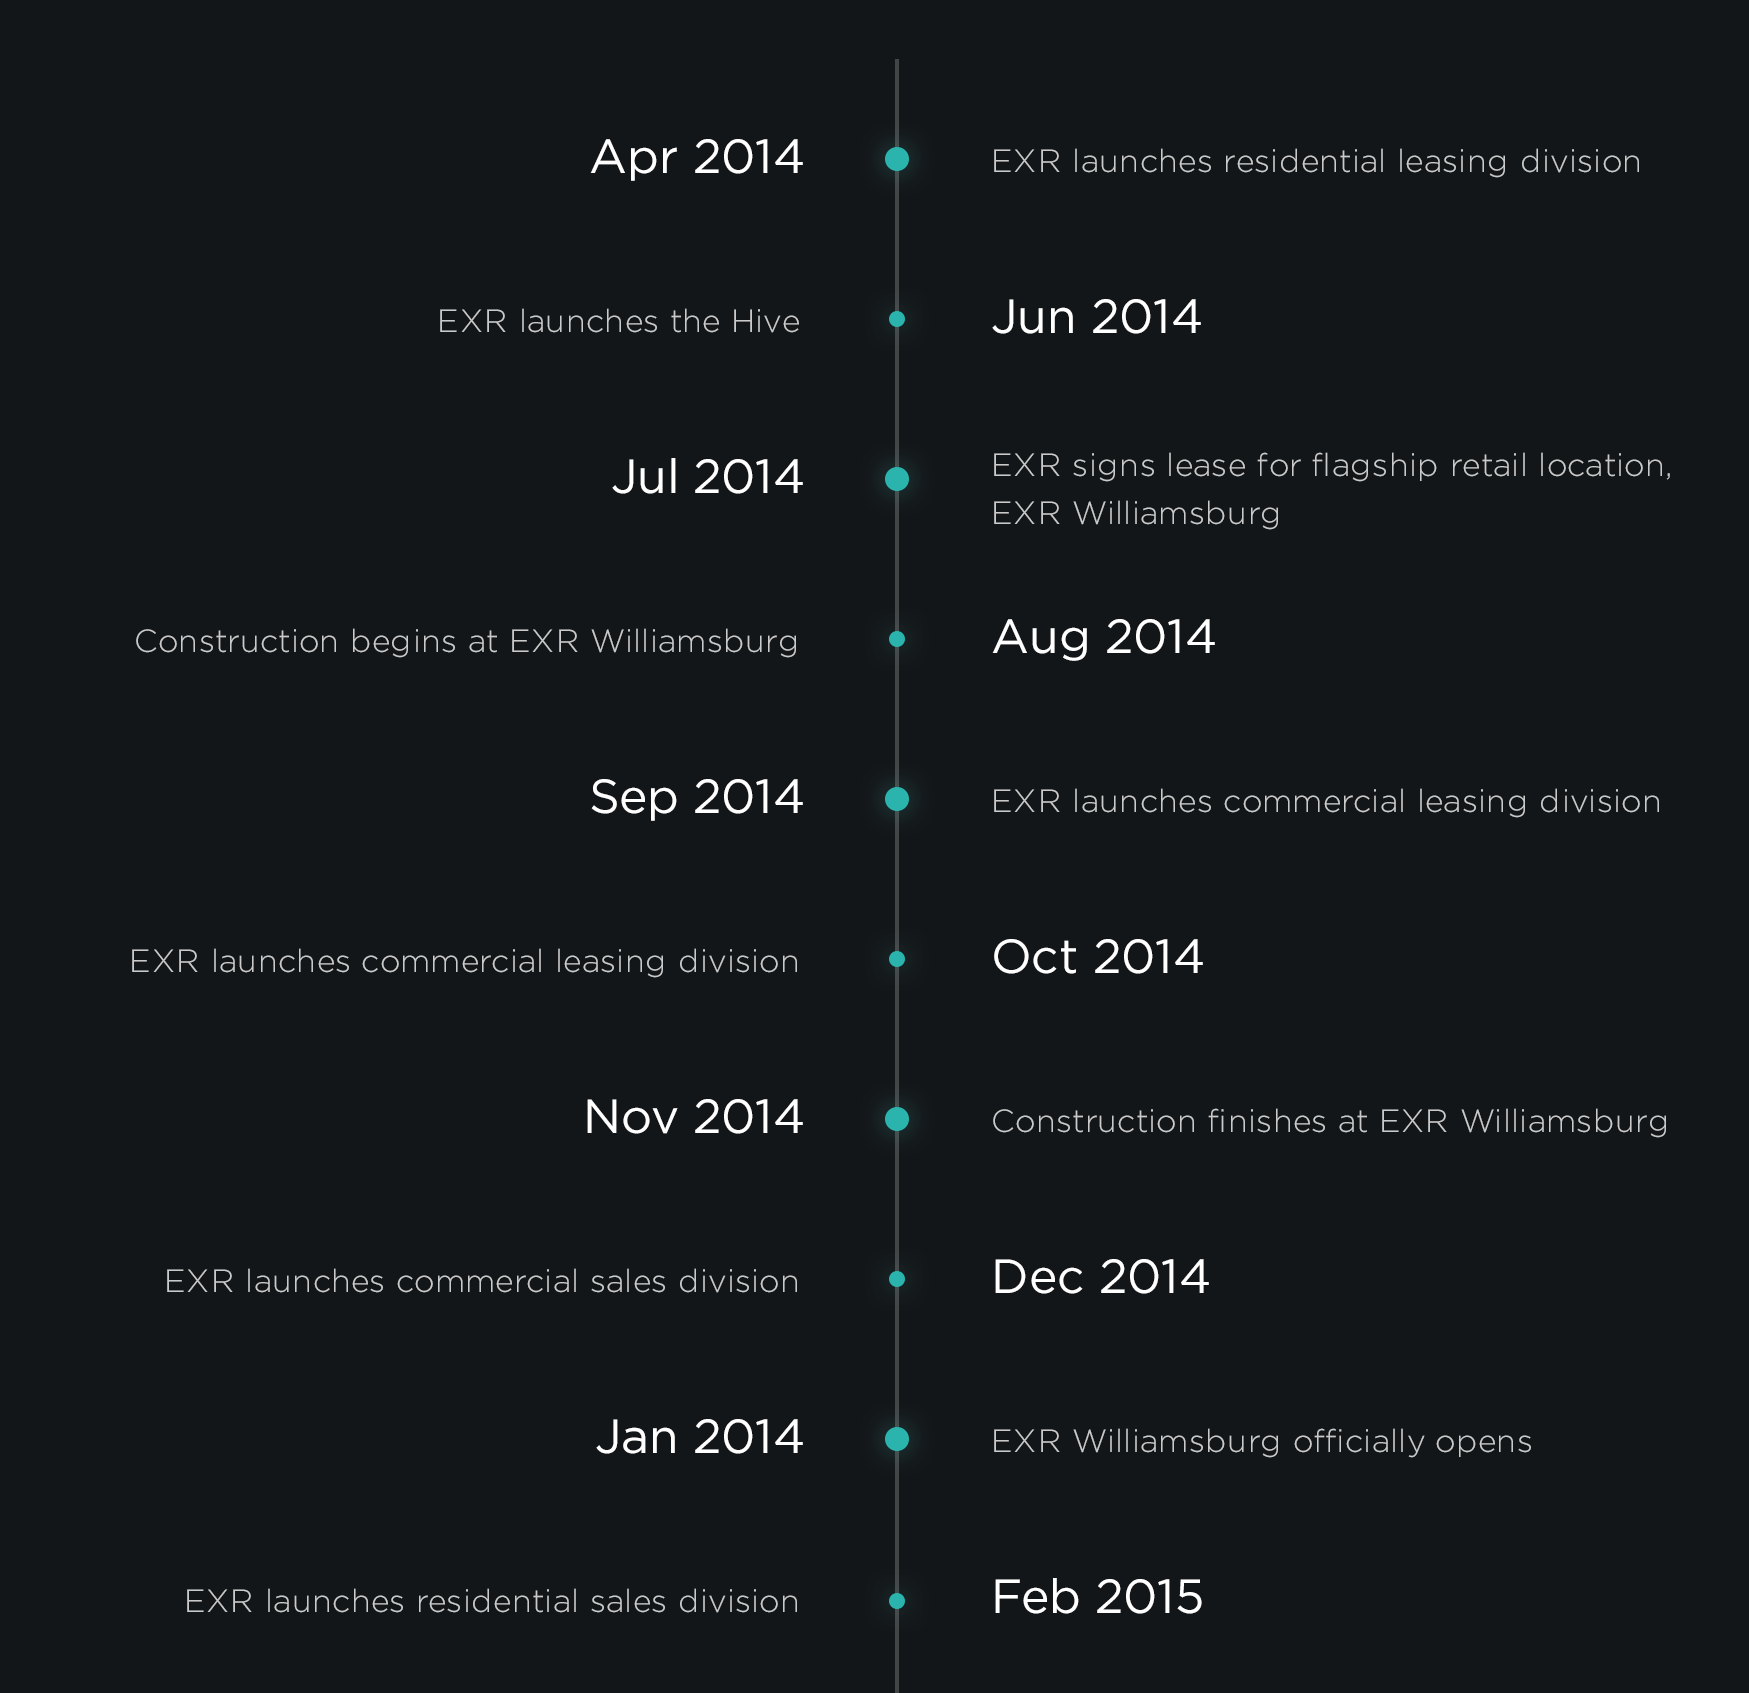 Apr 2014
EXR launches residential leasing division
EXR launches the Hive
Jun 2014
Jul 2014
EXR signs lease for flagship retail location,
EXR Williamsburg
Construction begins at EXR Williamsburg
Aug 2014
Sep 2014
EXR launches commercial leasing division
EXR launches commercial leasing division
Oct 2014
Nov 2014
Construction finishes at EXR Williamsburg
EXR launches commercial sales division
Dec 2014
Jan 2014
EXR Williamsburg officially opens
EXR launches residential sales division
Feb 2015